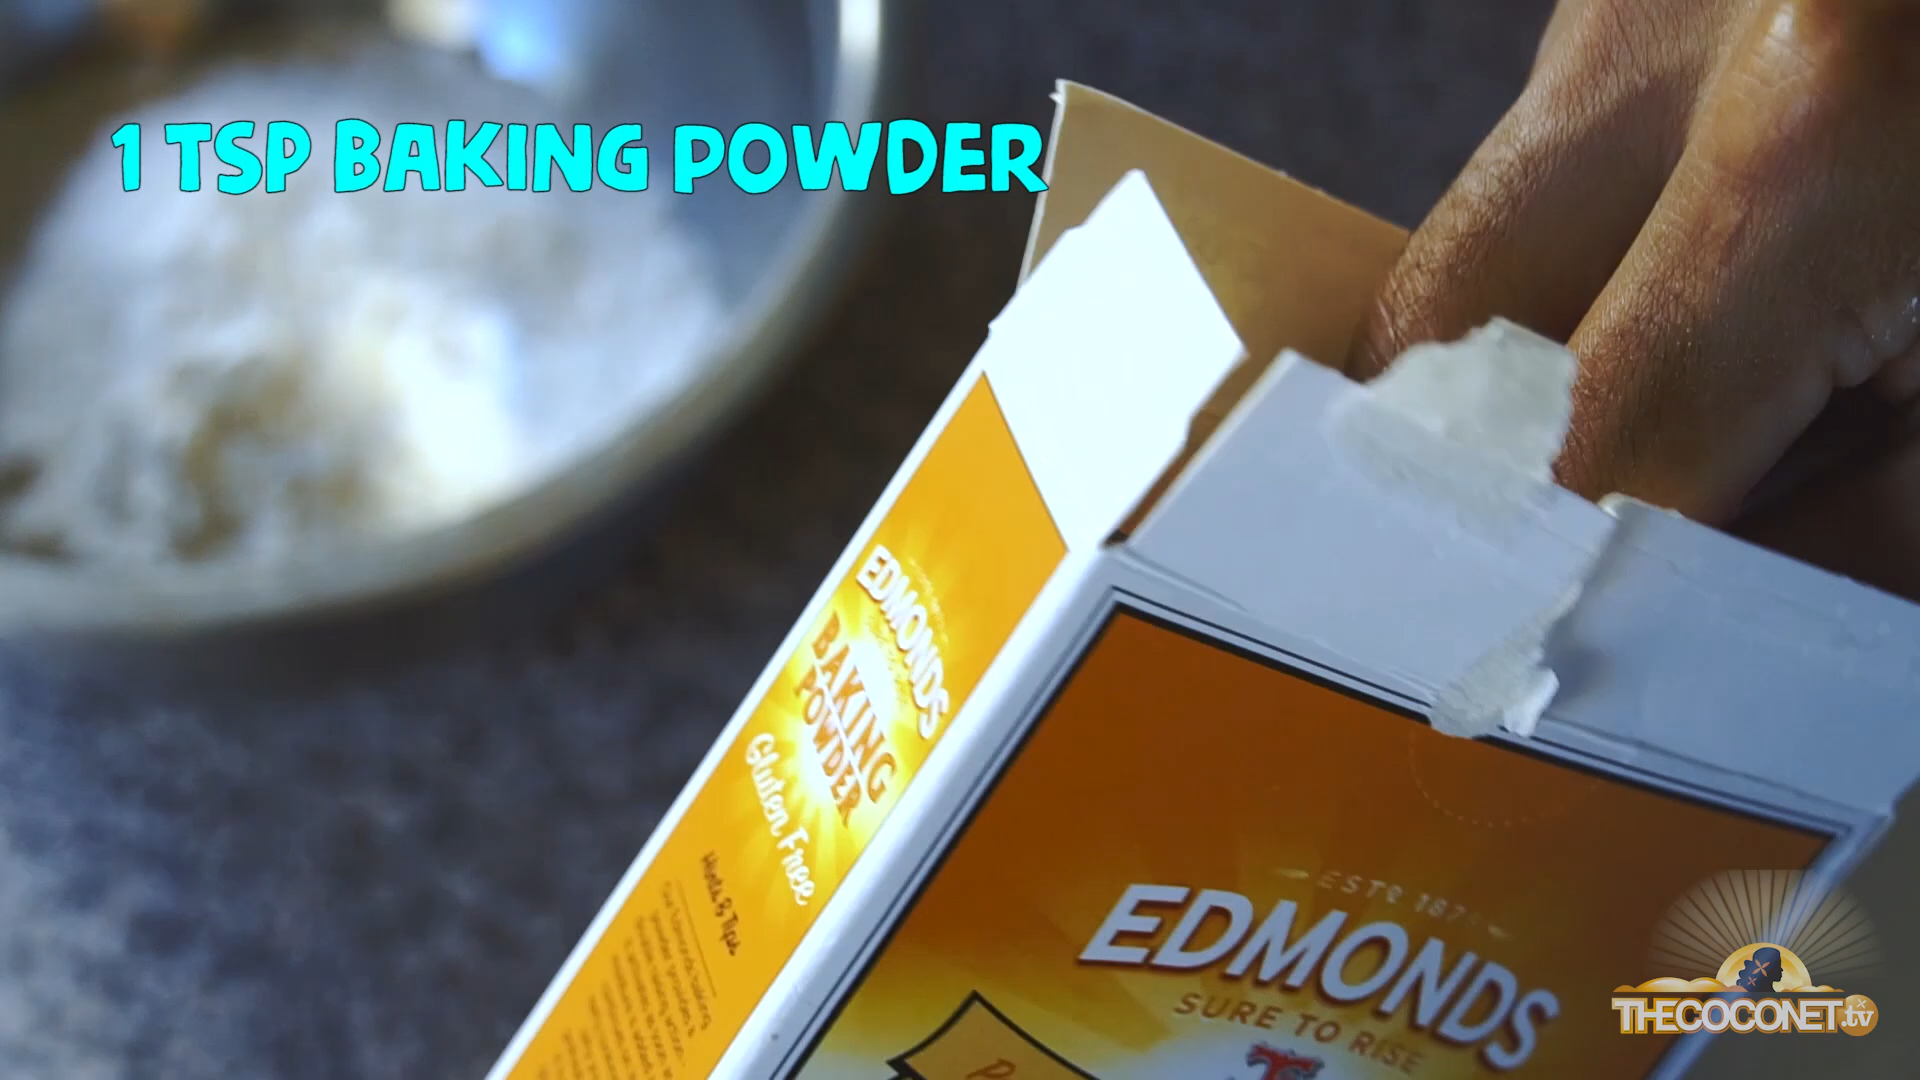 1 TSP BAKING POWDER
EDMONDS
BAKING
POWDER
Gluten Free
Hints & Tips
ESTD 187
EDMONDS
SURE TO RISE
THECOCONET.tv